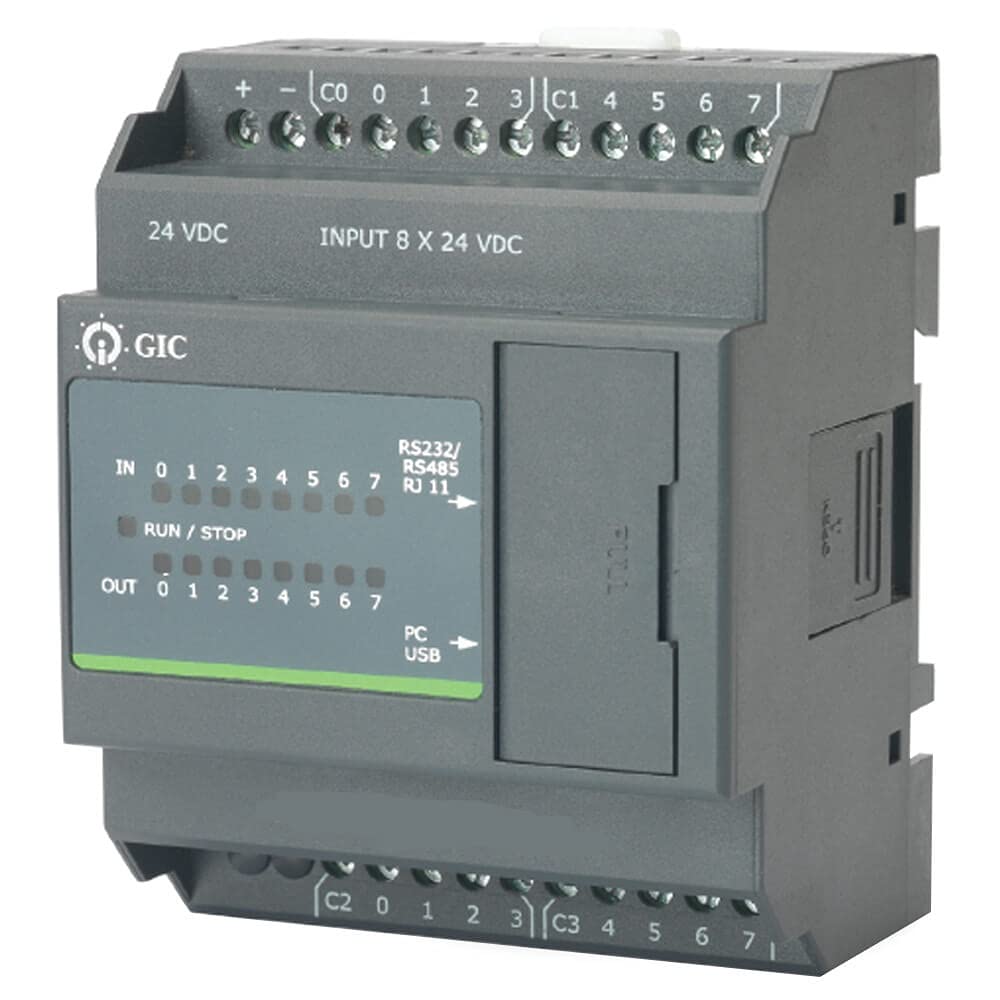 + − C0 0 1 2 3 C1 4 5 6 7
24 VDC INPUT 8 X 24 VDC
GIC
RS232/
RS485
RJ 11
IN 0 1 2 3 4 5 6 7
RUN / STOP
OUT 0 1 2 3 4 5 6 7
PC
USB
PULL
C2 0 1 2 3 C3 4 5 6 7